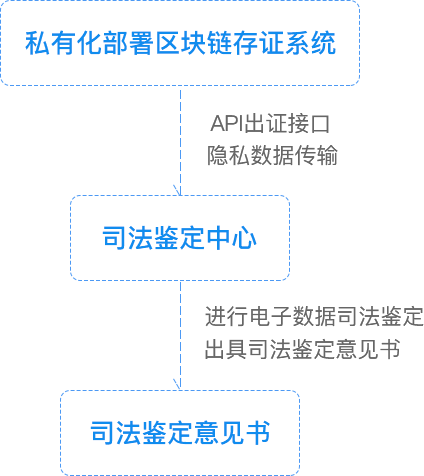 私有化部署区块链存证系统
API出证接口
隐私数据传输
司法鉴定中心
进行电子数据司法鉴定
出具司法鉴定意见书
司法鉴定意见书